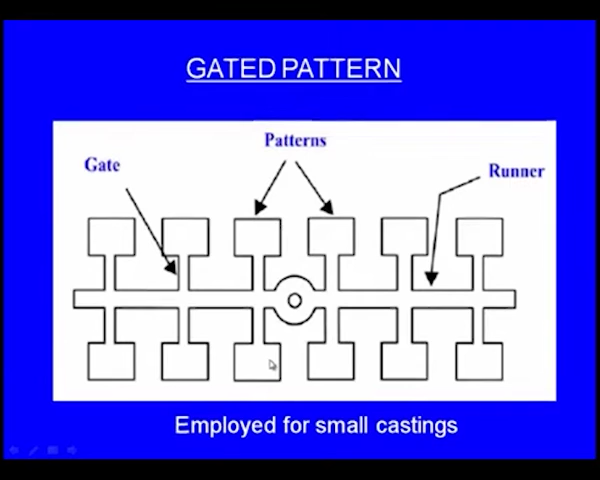 GATED PATTERN
Patterns
Gate
Runner
Employed for small castings